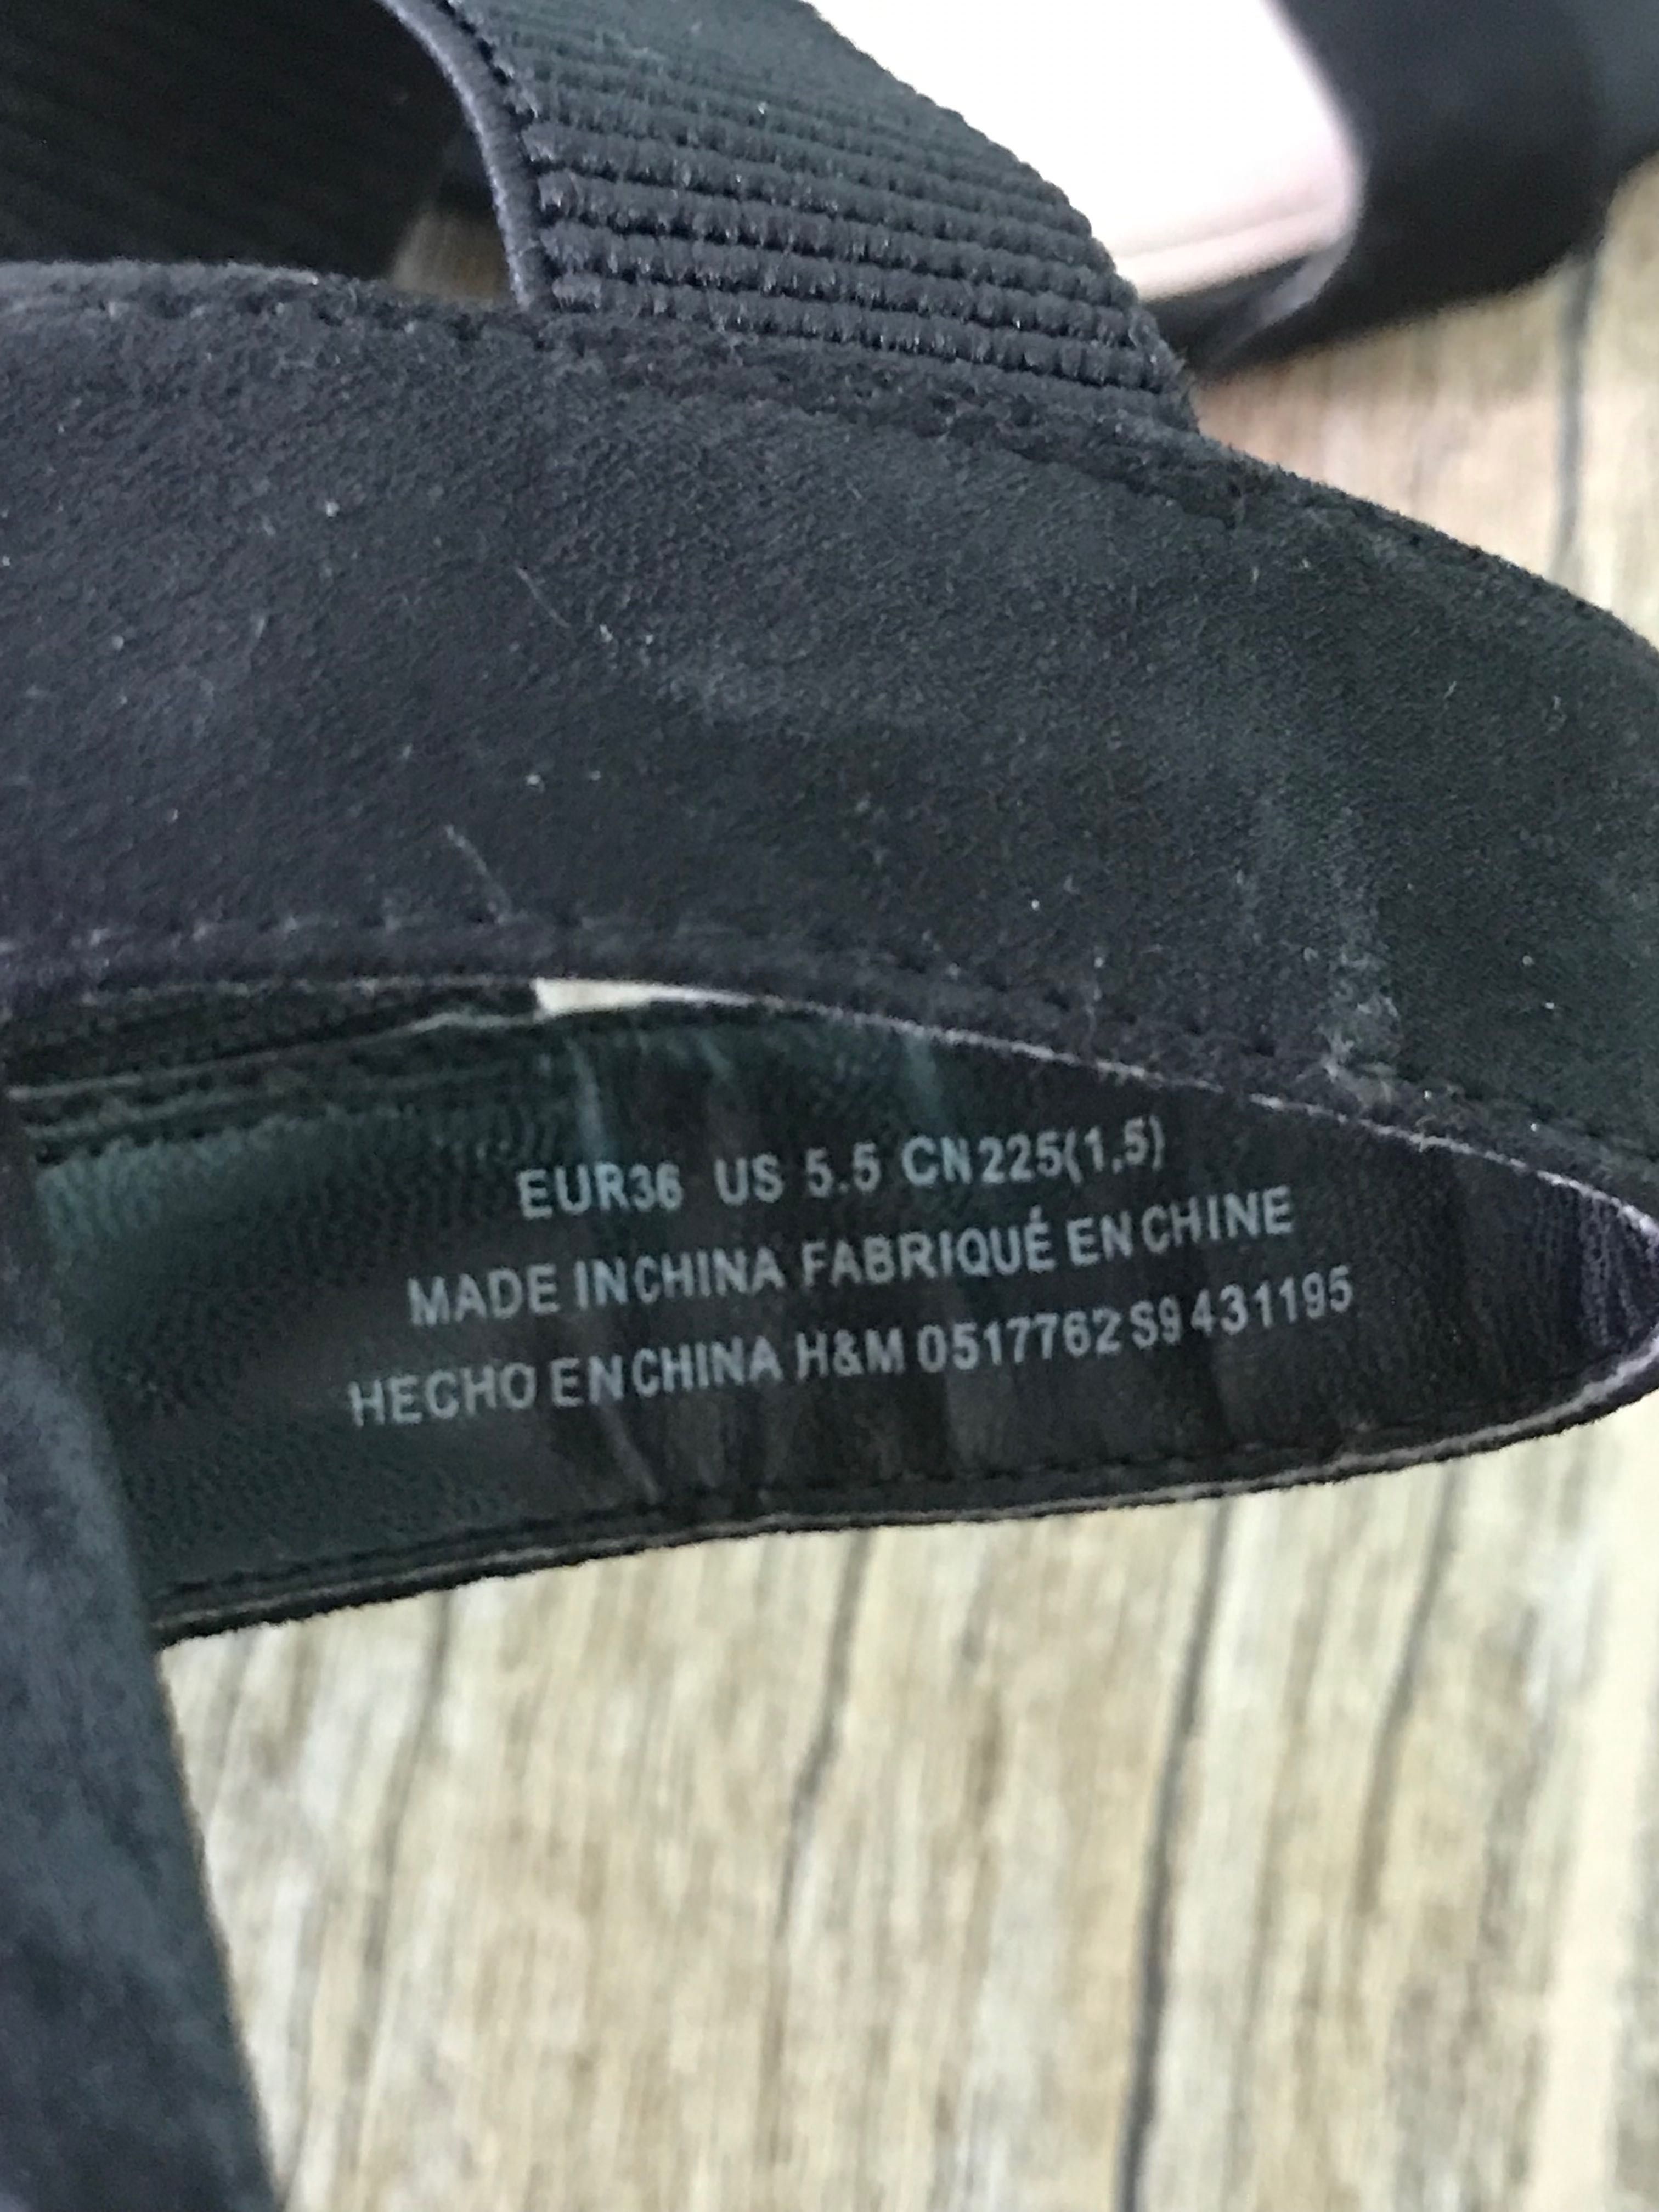 EUR36 US 5.5 CN225(1,5)
MADE IN CHINA FABRIQUÉ EN CHINE
HECHO EN CHINA H&M 0517762 S9 431195